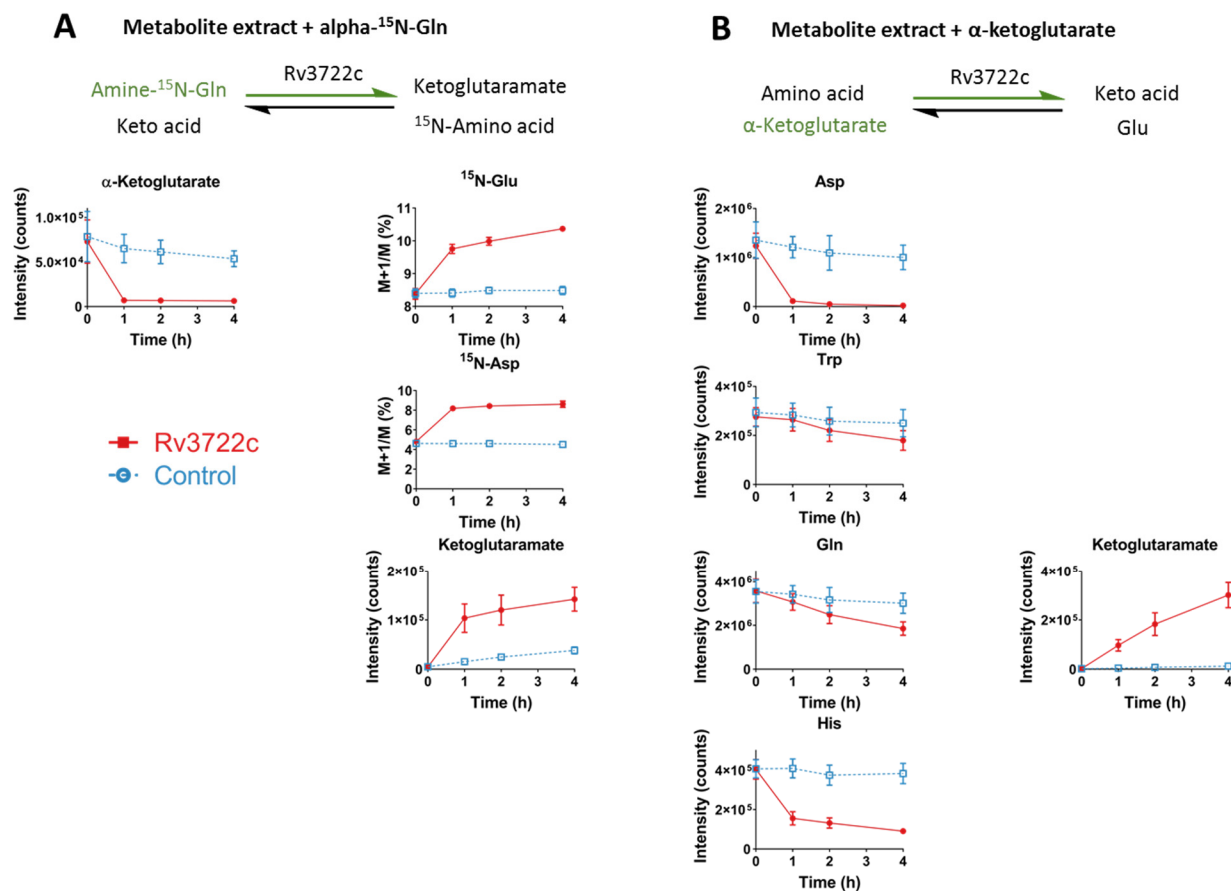 A Metabolite extract + alpha-¹⁵N-Gln
Amine-¹⁵N-Gln
Keto acid
Rv3722c
Ketoglutaramate
¹⁵N-Amino acid
α-Ketoglutarate
Intensity (counts)
1.0×10⁵
5.0×10⁴
0
0 1 2 3 4
Time (h)
¹⁵N-Glu
M+1/M (%)
11
10
9
8
0 1 2 3 4
Time (h)
¹⁵N-Asp
M+1/M (%)
10
8
6
4
2
0
0 1 2 3 4
Time (h)
Rv3722c
Control
Ketoglutaramate
Intensity (counts)
2×10⁵
1×10⁵
0
0 1 2 3 4
Time (h)
B Metabolite extract + α-ketoglutarate
Amino acid
α-Ketoglutarate
Rv3722c
Keto acid
Glu
Asp
Intensity (counts)
2×10⁶
1×10⁶
0
0 1 2 3 4
Time (h)
Trp
Intensity (counts)
4×10⁵
2×10⁵
0
0 1 2 3 4
Time (h)
Gln
Intensity (counts)
4×10⁶
2×10⁶
0
0 1 2 3 4
Time (h)
Ketoglutaramate
Intensity (counts)
4×10⁵
2×10⁵
0
0 1 2 3 4
Time (h)
His
Intensity (counts)
4×10⁵
2×10⁵
0
0 1 2 3 4
Time (h)